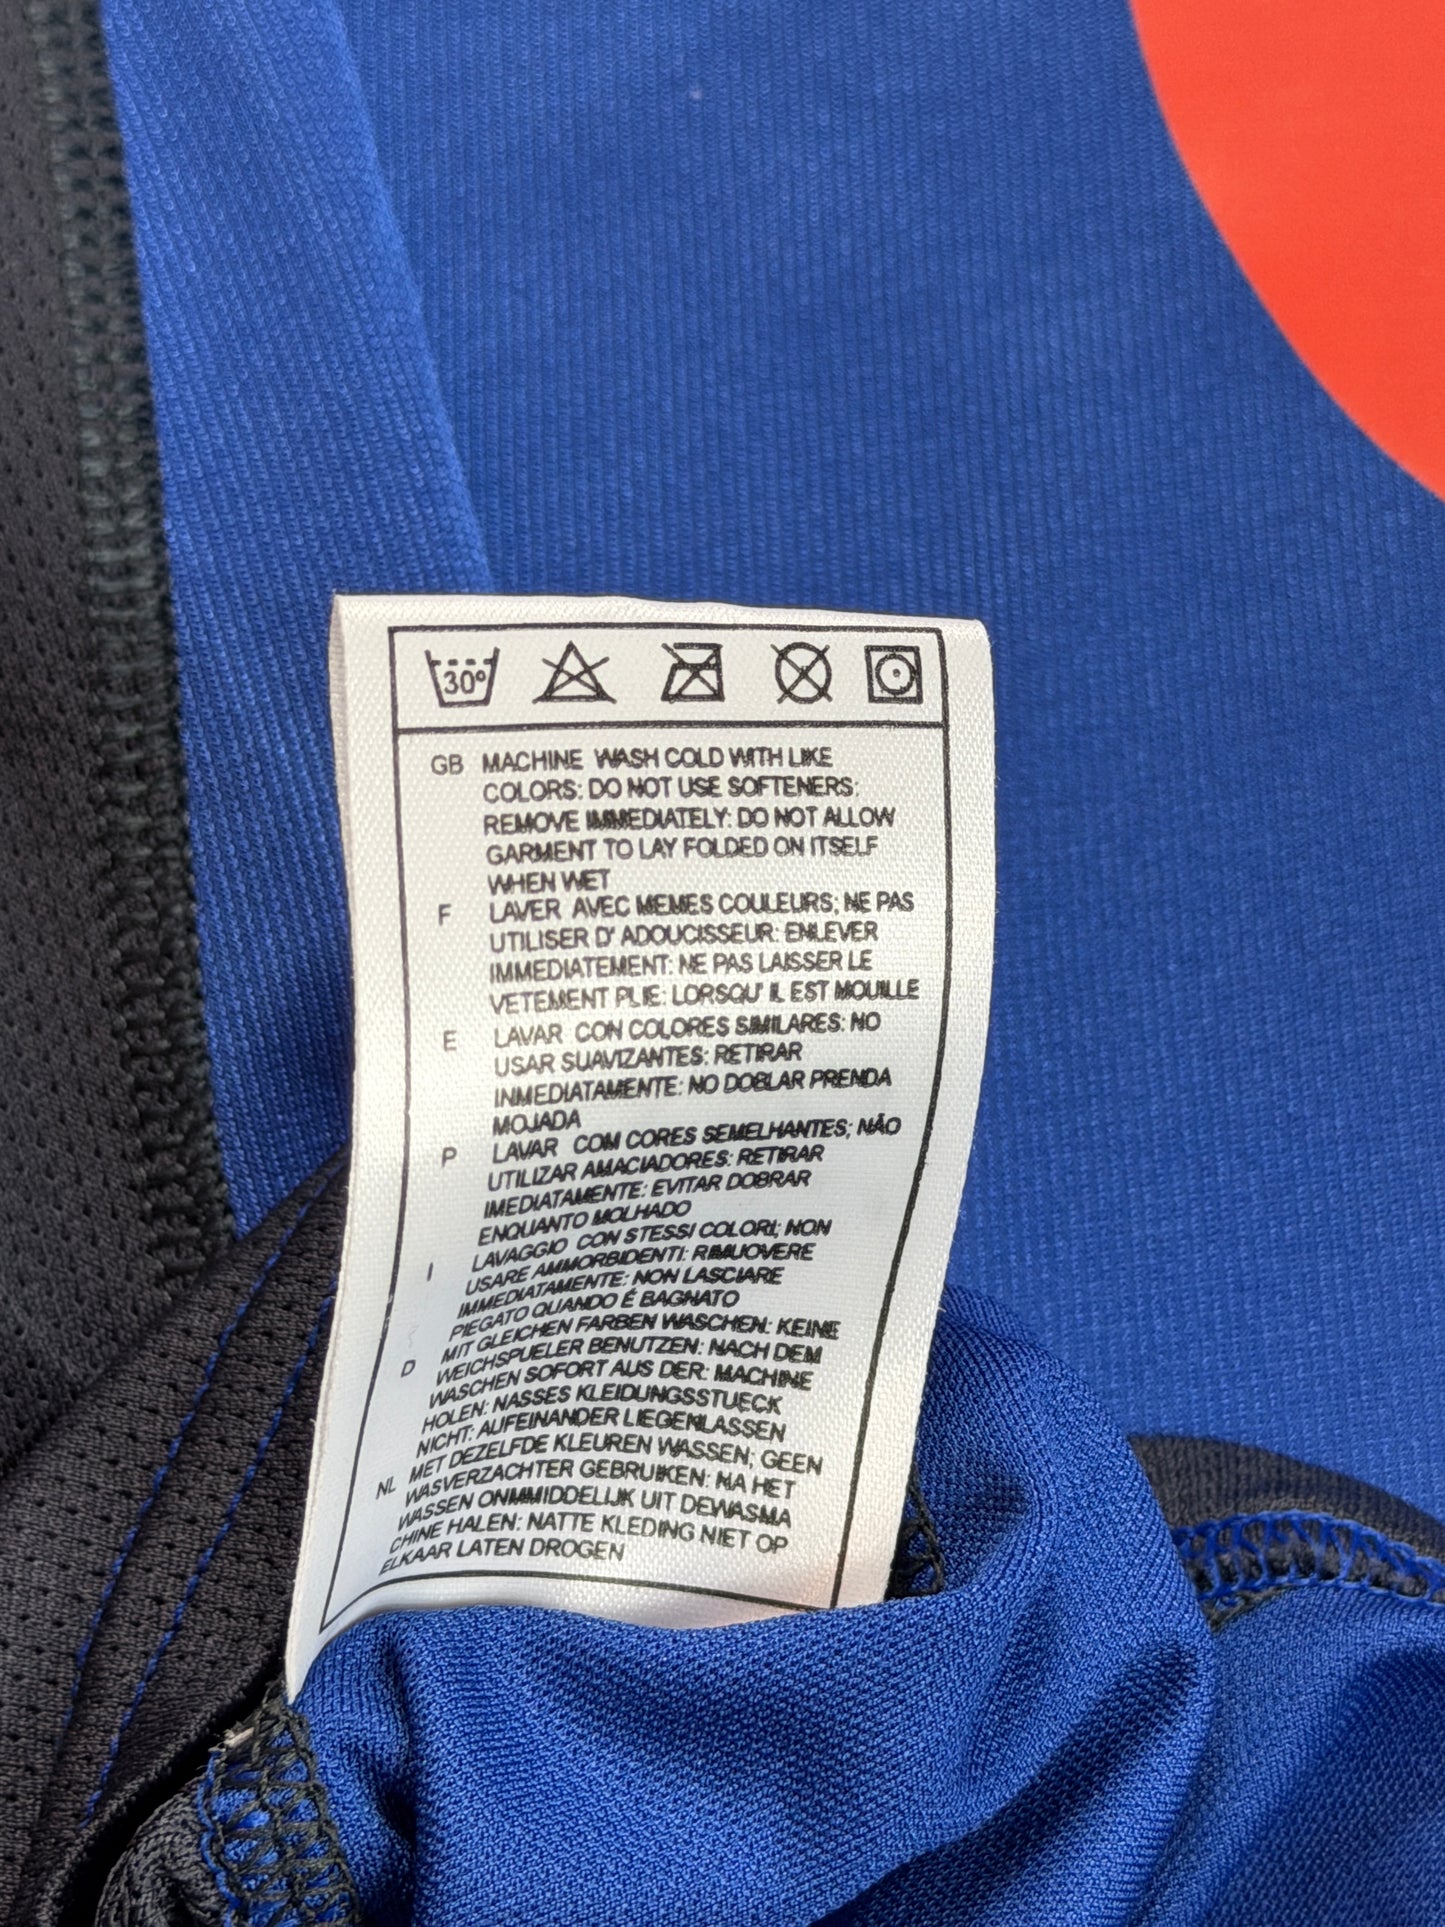 30°
GB MACHINE WASH COLD WITH LIKE
COLORS: DO NOT USE SOFTENERS:
REMOVE IMMEDIATELY: DO NOT ALLOW
GARMENT TO LAY FOLDED ON ITSELF
WHEN WET
F LAVER AVEC MEMES COULEURS; NE PAS
UTILISER D' ADOUCISSEUR: ENLEVER
IMMEDIATEMENT: NE PAS LAISSER LE
VETEMENT PLIE: LORSQU' IL EST MOUILLE
E LAVAR CON COLORES SIMILARES: NO
USAR SUAVIZANTES: RETIRAR
INMEDIATAMENTE: NO DOBLAR PRENDA
MOJADA
P LAVAR COM CORES SEMELHANTES; NÃO
UTILIZAR AMACIADORES: RETIRAR
IMEDIATAMENTE: EVITAR DOBRAR
ENQUANTO MOLHADO
I LAVAGGIO CON STESSI COLORI; NON
USARE AMMORBIDENTI: RIMUOVERE
IMMEDIATAMENTE: NON LASCIARE
PIEGATO QUANDO É BAGNATO
D MIT GLEICHEN FARBEN WASCHEN: KEINE
WEICHSPUELER BENUTZEN: NACH DEM
WASCHEN SOFORT AUS DER: MACHINE
HOLEN: NASSES KLEIDUNGSSTUECK
NICHT: AUFEINANDER LIEGENLASSEN
NL MET DEZELFDE KLEUREN WASSEN; GEEN
WASVERZACHTER GEBRUIKEN: NA HET
WASSEN ONMMIDDELIJK UIT DEWASMA
CHINE HALEN: NATTE KLEDING NIET OP
ELKAAR LATEN DROGEN